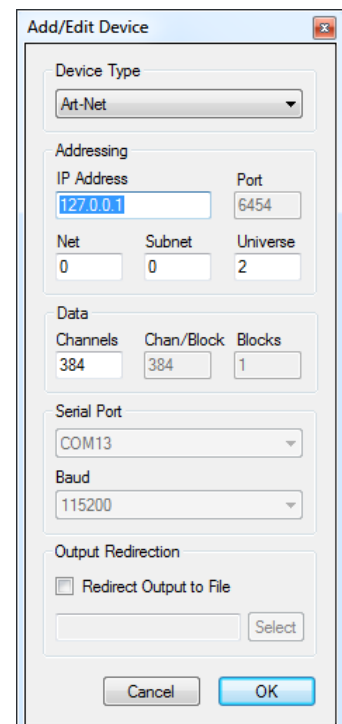 Add/Edit Device
Device Type
Art-Net
Addressing
IP Address Port
127.0.0.1 6454
Net Subnet Universe
0 0 2
Data
Channels Chan/Block Blocks
384 384 1
Serial Port
COM13
Baud
115200
Output Redirection
Redirect Output to File
Select
Cancel OK